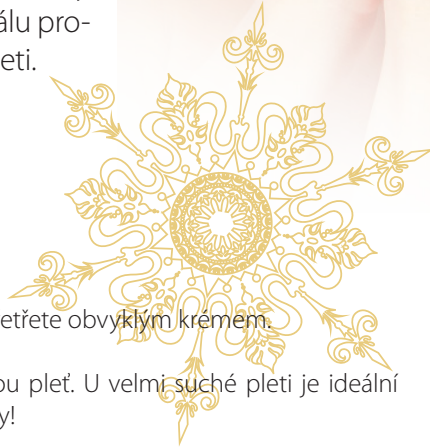 álu pro-
eti.
etřete obvyklým krémem.
ou pleť. U velmi suché pleti je ideální
y!